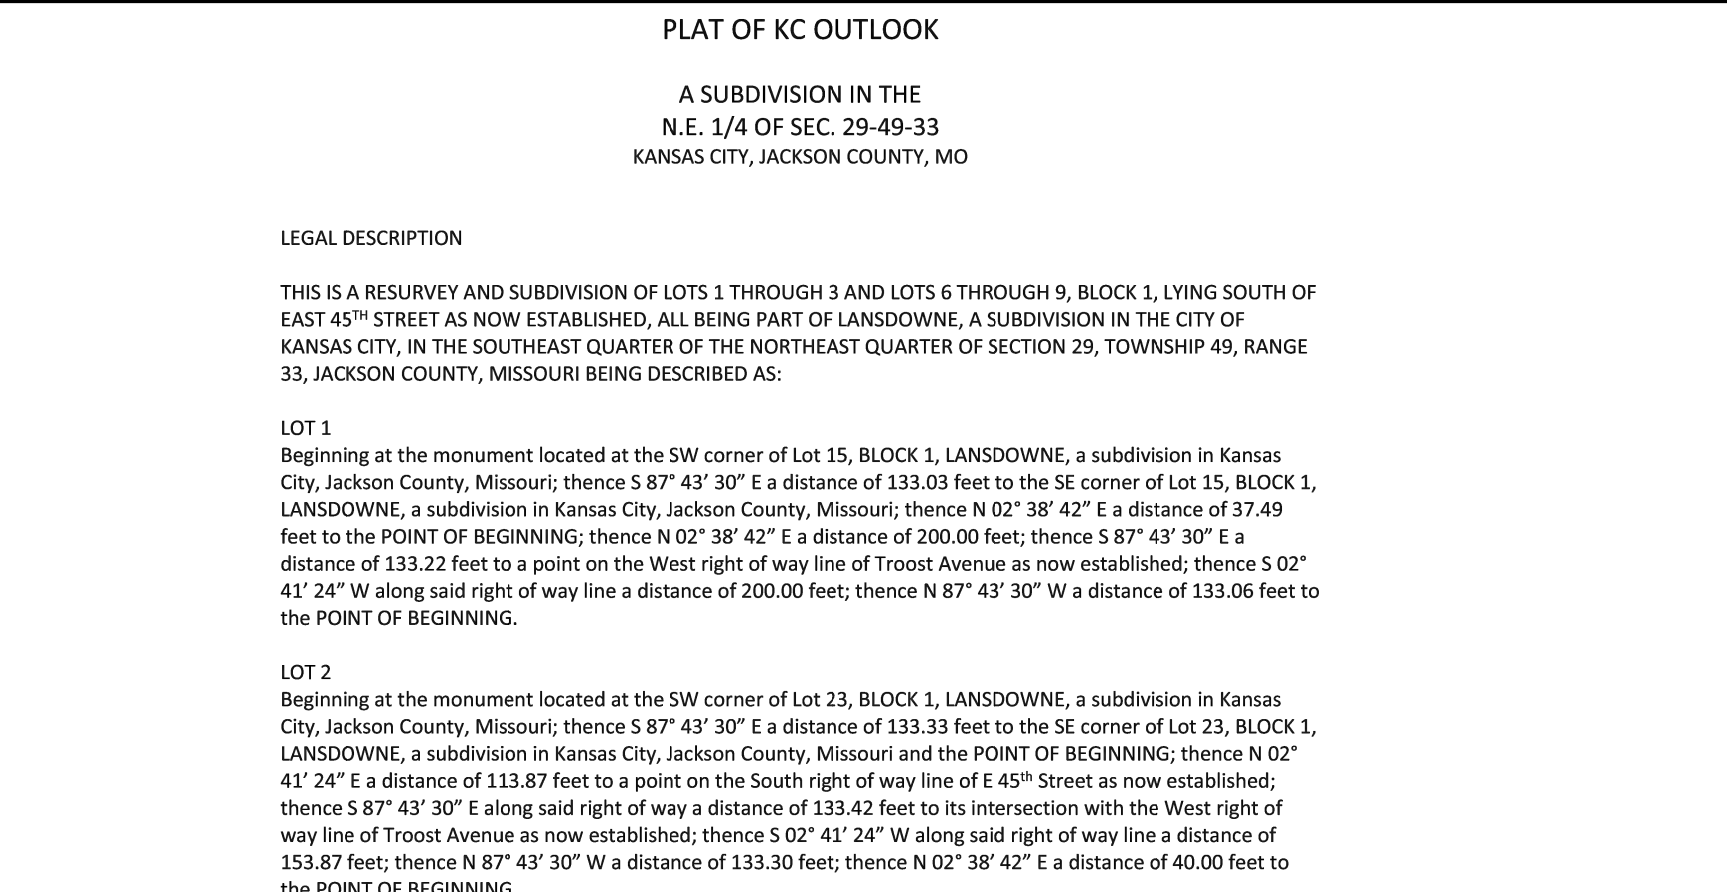 PLAT OF KC OUTLOOK
A SUBDIVISION IN THE
N.E. 1/4 OF SEC. 29-49-33
KANSAS CITY, JACKSON COUNTY, MO
LEGAL DESCRIPTION
THIS IS A RESURVEY AND SUBDIVISION OF LOTS 1 THROUGH 3 AND LOTS 6 THROUGH 9, BLOCK 1, LYING SOUTH OF
EAST 45TH STREET AS NOW ESTABLISHED, ALL BEING PART OF LANSDOWNE, A SUBDIVISION IN THE CITY OF
KANSAS CITY, IN THE SOUTHEAST QUARTER OF THE NORTHEAST QUARTER OF SECTION 29, TOWNSHIP 49, RANGE
33, JACKSON COUNTY, MISSOURI BEING DESCRIBED AS:
LOT 1
Beginning at the monument located at the SW corner of Lot 15, BLOCK 1, LANSDOWNE, a subdivision in Kansas
City, Jackson County, Missouri; thence S 87° 43’ 30” E a distance of 133.03 feet to the SE corner of Lot 15, BLOCK 1,
LANSDOWNE, a subdivision in Kansas City, Jackson County, Missouri; thence N 02° 38’ 42” E a distance of 37.49
feet to the POINT OF BEGINNING; thence N 02° 38’ 42” E a distance of 200.00 feet; thence S 87° 43’ 30” E a
distance of 133.22 feet to a point on the West right of way line of Troost Avenue as now established; thence S 02°
41’ 24” W along said right of way line a distance of 200.00 feet; thence N 87° 43’ 30” W a distance of 133.06 feet to
the POINT OF BEGINNING.
LOT 2
Beginning at the monument located at the SW corner of Lot 23, BLOCK 1, LANSDOWNE, a subdivision in Kansas
City, Jackson County, Missouri; thence S 87° 43’ 30” E a distance of 133.33 feet to the SE corner of Lot 23, BLOCK 1,
LANSDOWNE, a subdivision in Kansas City, Jackson County, Missouri and the POINT OF BEGINNING; thence N 02°
41’ 24” E a distance of 113.87 feet to a point on the South right of way line of E 45th Street as now established;
thence S 87° 43’ 30” E along said right of way a distance of 133.42 feet to its intersection with the West right of
way line of Troost Avenue as now established; thence S 02° 41’ 24” W along said right of way line a distance of
153.87 feet; thence N 87° 43’ 30” W a distance of 133.30 feet; thence N 02° 38’ 42” E a distance of 40.00 feet to
the POINT OF BEGINNING